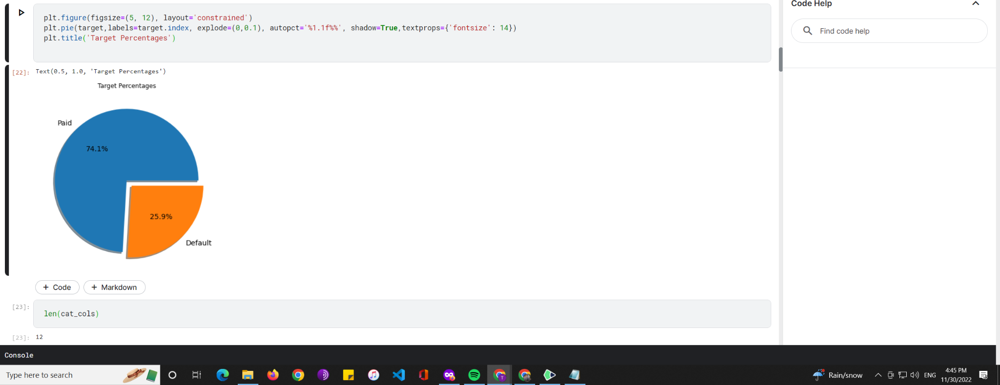 Code Help
Find code help
plt.figure(figsize=(5, 12), layout='constrained')
plt.pie(target,labels=target.index, explode=(0,0.1), autopct='%1.1f%%', shadow=True,textprops={'fontsize': 14})
plt.title('Target Percentages')
[22]: Text(0.5, 1.0, 'Target Percentages')
Target Percentages
Paid
74.1%
25.9%
Default
+ Code + Markdown
[23]:
len(cat_cols)
[23]: 12
Console
Type here to search
T
Rain/snow
ENG
4:45 PM
11/30/2022